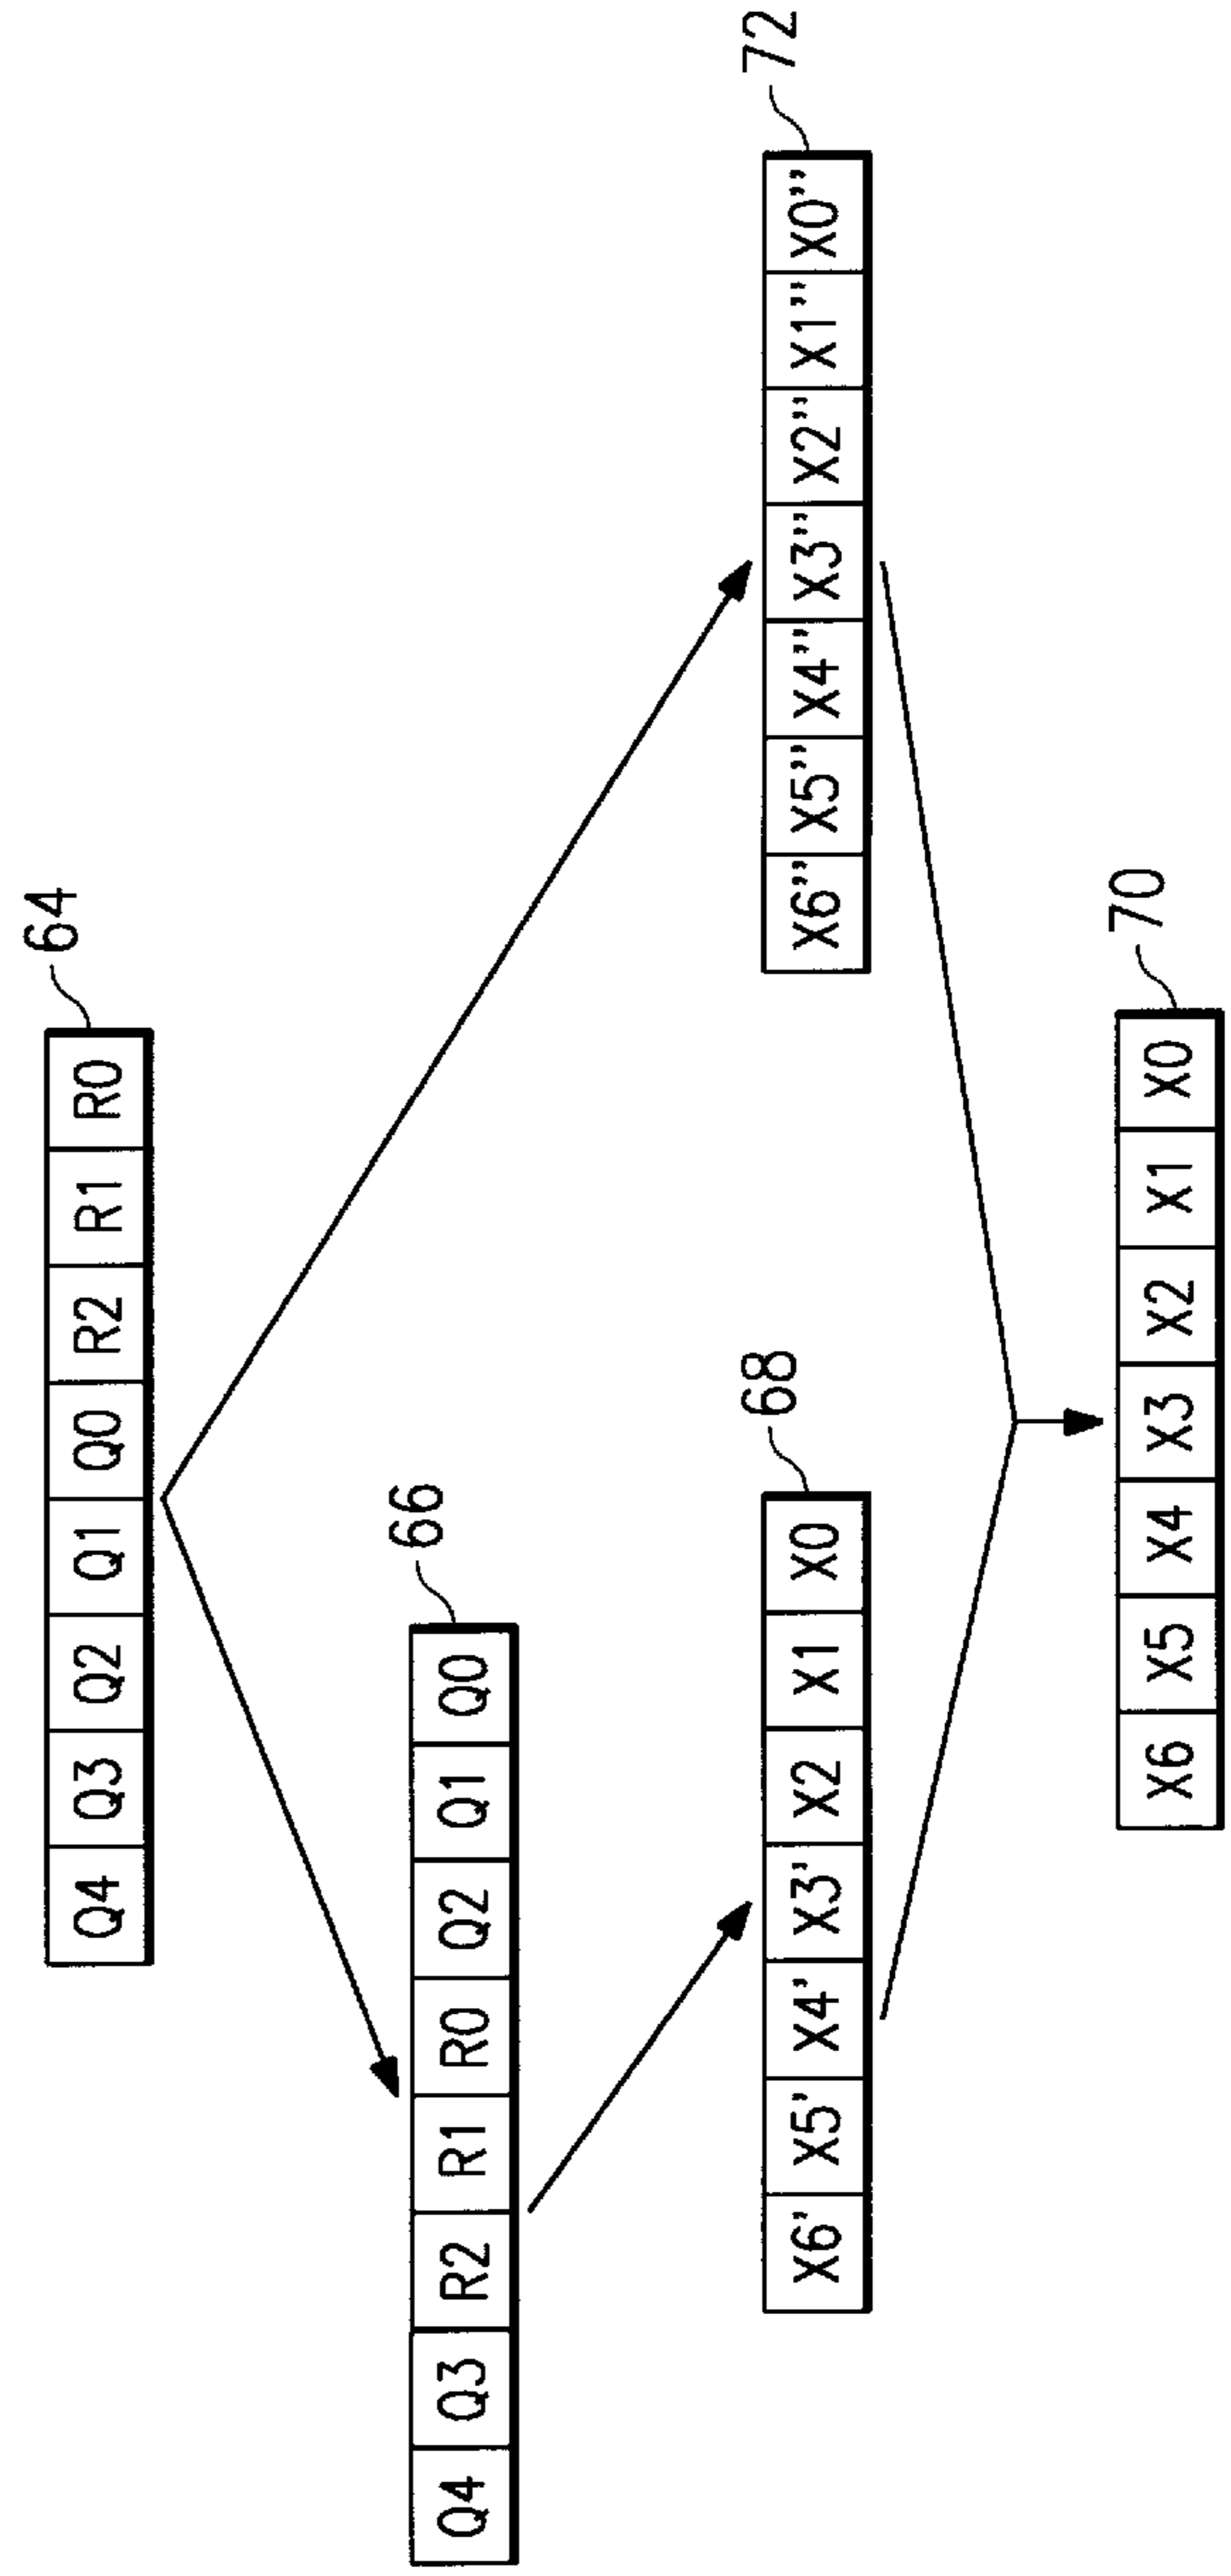 64
Q4 Q3 Q2 Q1 Q0 R2 R1 R0
66
Q4 Q3 R2 R1 R0 Q2 Q1 Q0
68
X6' X5' X4' X3' X2 X1 X0
72
X6'' X5'' X4'' X3'' X2'' X1'' X0''
70
X6 X5 X4 X3 X2 X1 X0